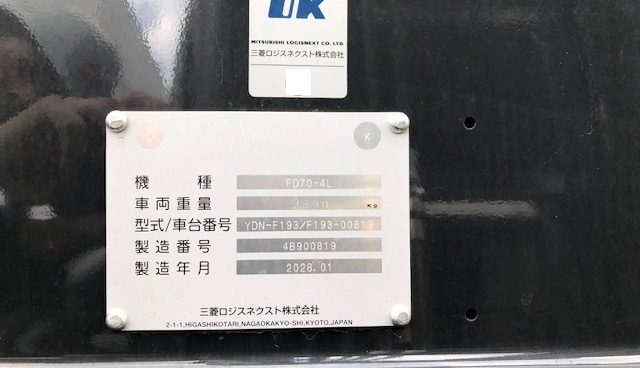 UK
MITSUBISHI LOGISNEXT CO. LTD.
三菱ロジスネクスト株式会社
K
機種 FD70-4L
車両重量 9890 Kg
型式/車台番号 YDN-F193/F193-00819
製造番号 4B900819
製造年月 2026.01
三菱ロジスネクスト株式会社
2-1-1,HIGASHIKOTARI,NAGAOKAKYO-SHI,KYOTO,JAPAN